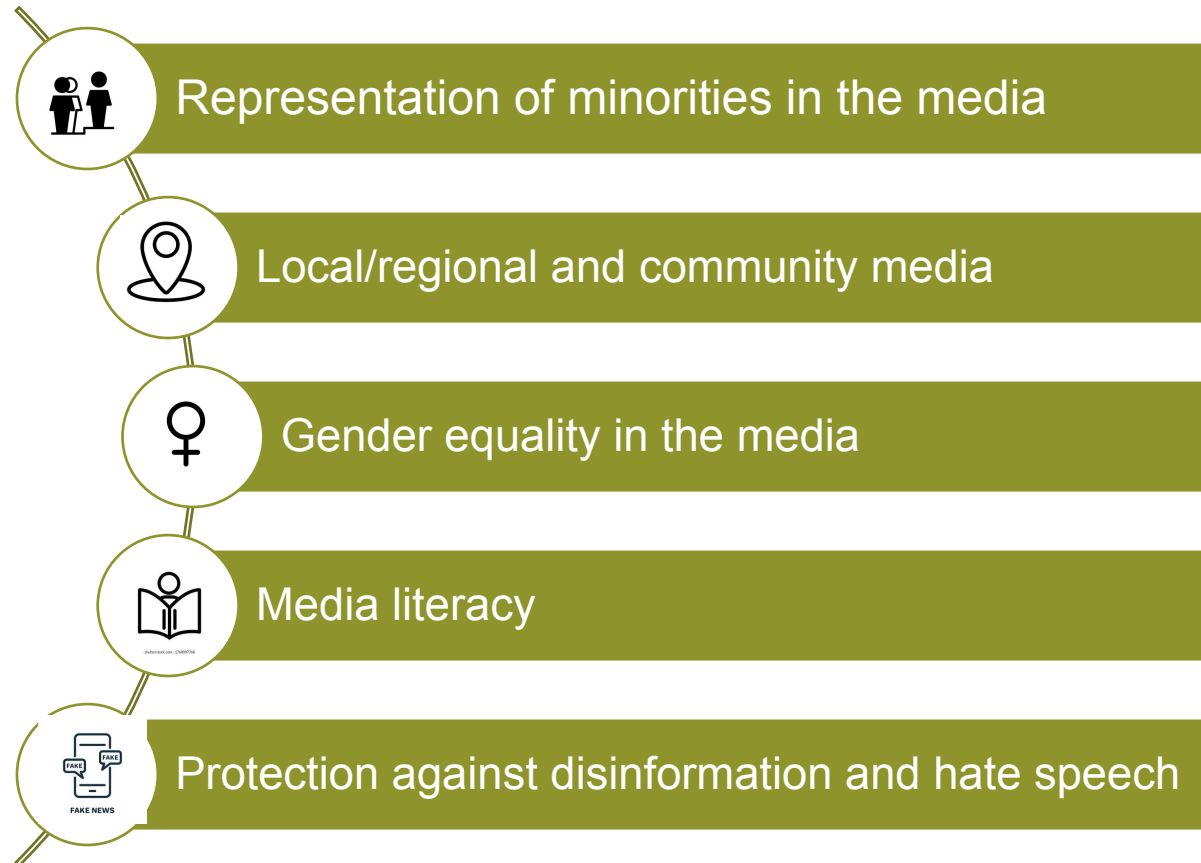 Representation of minorities in the media
Local/regional and community media
Gender equality in the media
Media literacy
FAKE
FAKE
FAKE NEWS
Protection against disinformation and hate speech